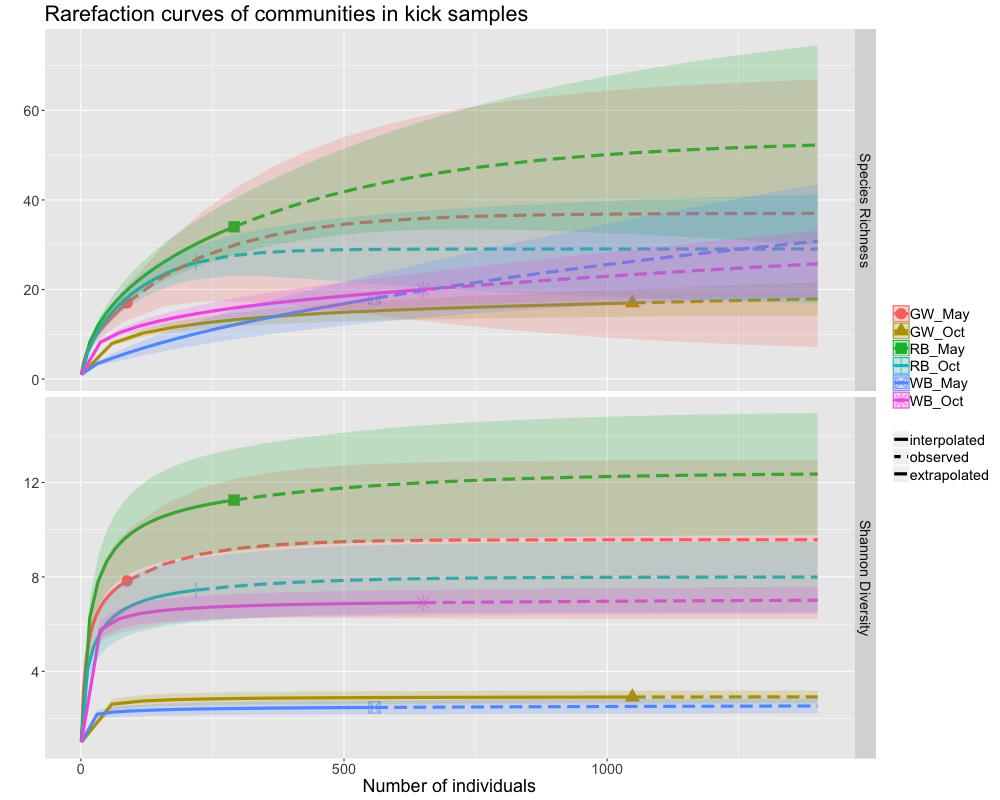 Rarefaction curves of communities in kick samples
60
40
20
0
Species Richness
12
8
4
Shannon Diversity
0
500
1000
Number of individuals
GW_May
GW_Oct
RB_May
RB_Oct
WB_May
WB_Oct
interpolated
observed
extrapolated